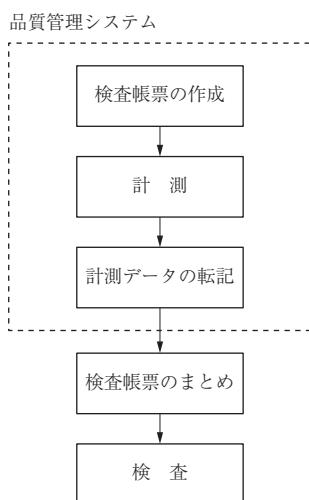 品質管理システム
検査帳票の作成
計　測
計測データの転記
検査帳票のまとめ
検　査